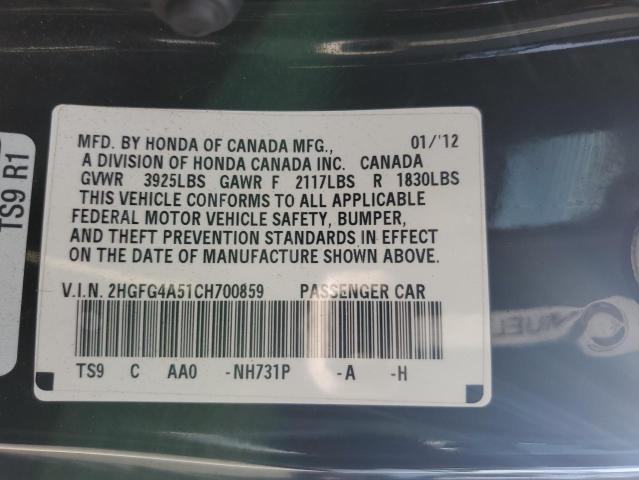 MFD. BY HONDA OF CANADA MFG., 01/'12
A DIVISION OF HONDA CANADA INC. CANADA
GVWR 3925LBS GAWR F 2117LBS R 1830LBS
THIS VEHICLE CONFORMS TO ALL APPLICABLE
FEDERAL MOTOR VEHICLE SAFETY, BUMPER,
AND THEFT PREVENTION STANDARDS IN EFFECT
ON THE DATE OF MANUFACTURE SHOWN ABOVE.
V.I.N. 2HGFG4A51CH700859 PASSENGER CAR
TS9 C AA0 -NH731P -A -H
TS9 R1